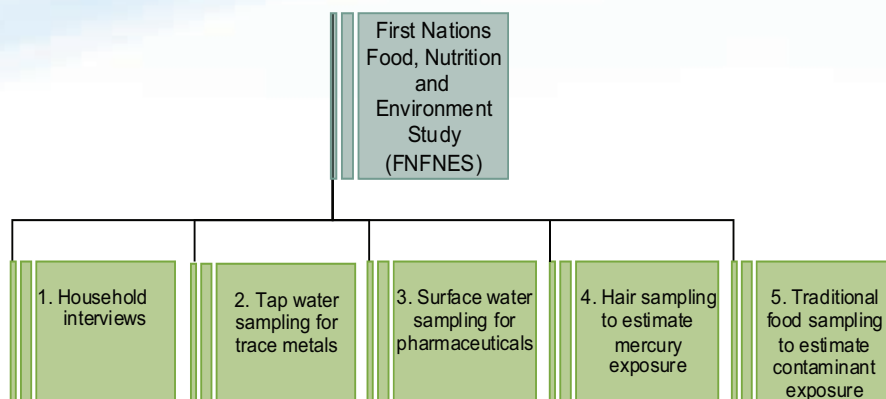 First Nations
Food, Nutrition
and
Environment
Study
(FNFNES)
1. Household
interviews
2. Tap water
sampling for
trace metals
3. Surface water
sampling for
pharmaceuticals
4. Hair sampling
to estimate
mercury
exposure
5. Traditional
food sampling
to estimate
contaminant
exposure